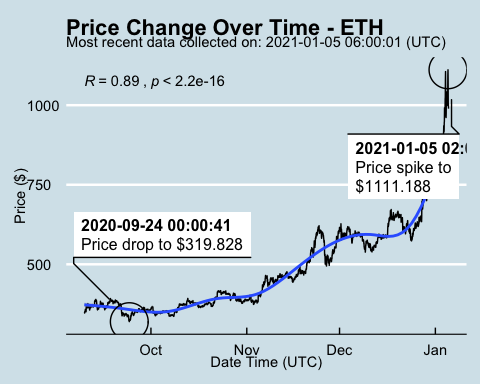 Price Change Over Time - ETH
Most recent data collected on: 2021-01-05 06:00:01 (UTC)
R = 0.89 , p < 2.2e-16
1000
750
500
Price ($)
2021-01-05 02:0
Price spike to
$1111.188
2020-09-24 00:00:41
Price drop to $319.828
Oct Nov Dec Jan
Date Time (UTC)